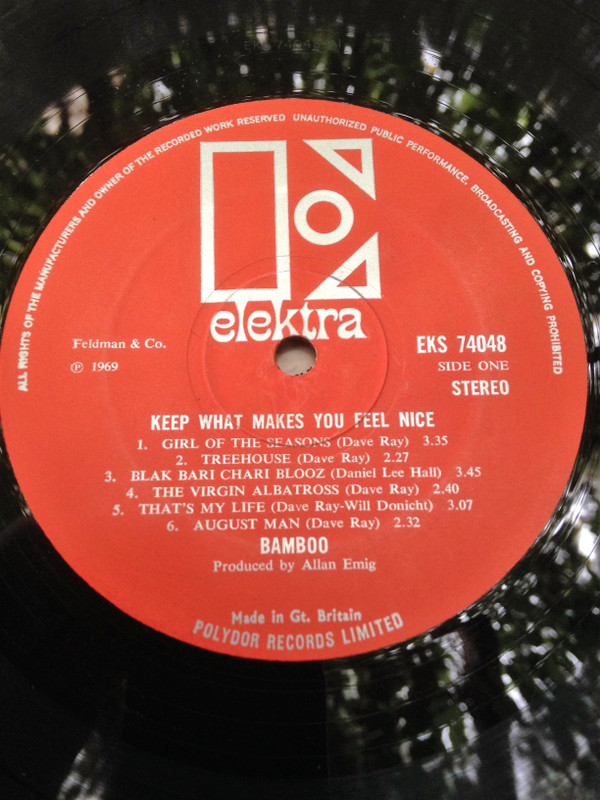 ALL RIGHTS OF THE MANUFACTURERS AND OWNER OF THE RECORDED WORK RESERVED UNAUTHORIZED PUBLIC PERFORMANCE, BROADCASTING AND COPYING PROHIBITED
elektra
Feldman & Co.
℗ 1969
EKS 74048
SIDE ONE
STEREO
KEEP WHAT MAKES YOU FEEL NICE
1. GIRL OF THE SEASONS (Dave Ray) 3.35
2. TREEHOUSE (Dave Ray) 2.27
3. BLAK BARI CHARI BLOOZ (Daniel Lee Hall) 3.45
4. THE VIRGIN ALBATROSS (Dave Ray) 2.40
5. THAT'S MY LIFE (Dave Ray-Will Donicht) 3.07
6. AUGUST MAN (Dave Ray) 2.32
BAMBOO
Produced by Allan Emig
Made in Gt. Britain
POLYDOR RECORDS LIMITED